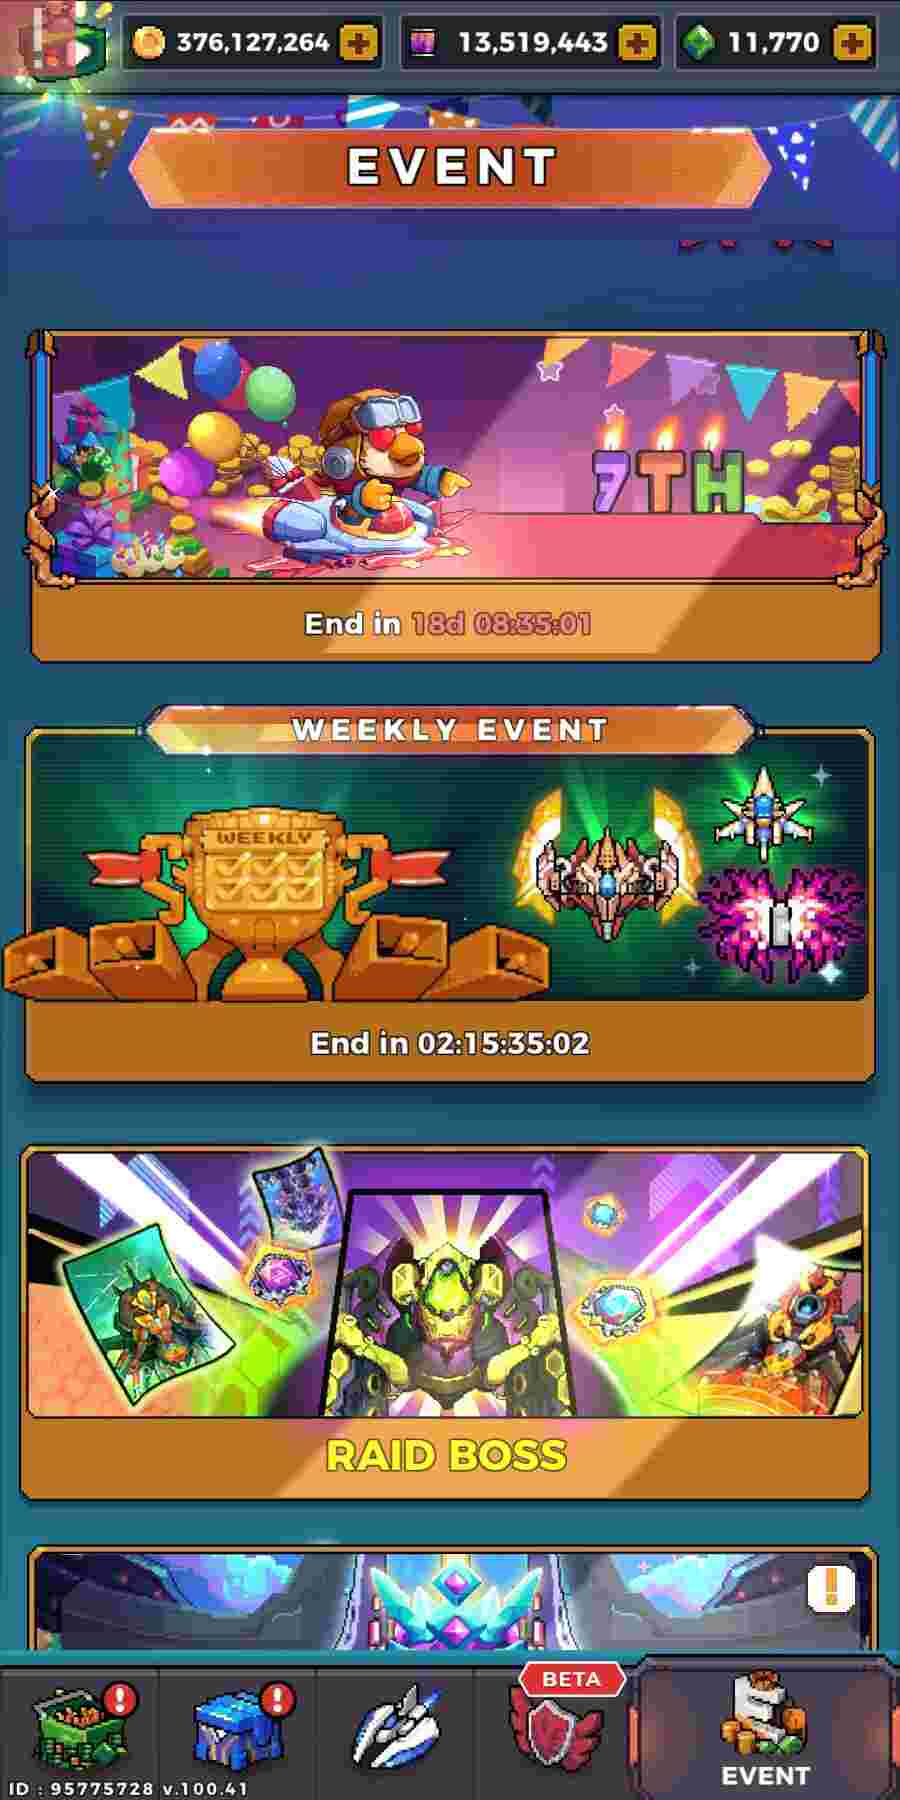 376,127,264
13,519,443
11,770
EVENT
7TH
End in 18d 08:35:01
WEEKLY EVENT
WEEKLY
End in 02:15:35:02
RAID BOSS
BETA
EVENT
ID : 95775728 v.100.41